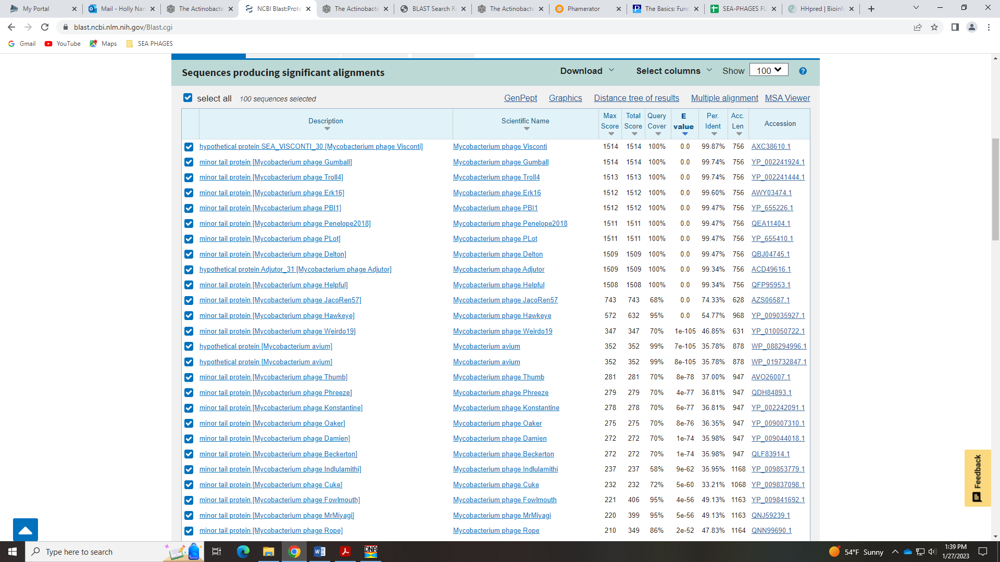 My Portal
Mail - Holly Nan
The Actinobacte
NCBI Blast:Prote
The Actinobacte
BLAST Search Re
The Actinobacte
Phamerator
The Basics: Func
SEA-PHAGES FU
HHpred | Bioinfo
blast.ncbi.nlm.nih.gov/Blast.cgi
Gmail YouTube Maps SEA PHAGES
Sequences producing significant alignments Download Select columns Show 100
select all 100 sequences selected GenPept Graphics Distance tree of results Multiple alignment MSA Viewer
Description Scientific Name Max Score Total Score Query Cover E value Per. Ident Acc. Len Accession
hypothetical protein SEA_VISCONTI_30 [Mycobacterium phage Visconti] Mycobacterium phage Visconti 1514 1514 100% 0.0 99.87% 756 AXC38610.1
minor tail protein [Mycobacterium phage Gumball] Mycobacterium phage Gumball 1514 1514 100% 0.0 99.74% 756 YP_002241924.1
minor tail protein [Mycobacterium phage Troll4] Mycobacterium phage Troll4 1513 1513 100% 0.0 99.74% 756 YP_002241444.1
minor tail protein [Mycobacterium phage Erk16] Mycobacterium phage Erk16 1512 1512 100% 0.0 99.60% 756 AWY03474.1
minor tail protein [Mycobacterium phage PBI1] Mycobacterium phage PBI1 1512 1512 100% 0.0 99.47% 756 YP_655226.1
minor tail protein [Mycobacterium phage Penelope2018] Mycobacterium phage Penelope2018 1511 1511 100% 0.0 99.47% 756 QEA11404.1
minor tail protein [Mycobacterium phage PLot] Mycobacterium phage PLot 1511 1511 100% 0.0 99.47% 756 YP_655410.1
minor tail protein [Mycobacterium phage Delton] Mycobacterium phage Delton 1509 1509 100% 0.0 99.47% 756 QBJ04745.1
hypothetical protein Adjutor_31 [Mycobacterium phage Adjutor] Mycobacterium phage Adjutor 1509 1509 100% 0.0 99.34% 756 ACD49616.1
minor tail protein [Mycobacterium phage Helpful] Mycobacterium phage Helpful 1508 1508 100% 0.0 99.34% 756 QFP95953.1
minor tail protein [Mycobacterium phage JacoRen57] Mycobacterium phage JacoRen57 743 743 68% 0.0 74.33% 628 AZS06587.1
minor tail protein [Mycobacterium phage Hawkeye] Mycobacterium phage Hawkeye 572 632 95% 0.0 54.77% 968 YP_009035927.1
minor tail protein [Mycobacterium phage Weirdo19] Mycobacterium phage Weirdo19 347 347 70% 1e-105 46.85% 631 YP_010050722.1
hypothetical protein [Mycobacterium avium] Mycobacterium avium 352 352 99% 7e-105 35.78% 878 WP_088294996.1
hypothetical protein [Mycobacterium avium] Mycobacterium avium 352 352 99% 8e-105 35.78% 878 WP_019732847.1
minor tail protein [Mycobacterium phage Thumb] Mycobacterium phage Thumb 281 281 70% 8e-78 37.00% 947 AVO26007.1
minor tail protein [Mycobacterium phage Phreeze] Mycobacterium phage Phreeze 279 279 70% 4e-77 36.81% 947 QDH84893.1
minor tail protein [Mycobacterium phage Konstantine] Mycobacterium phage Konstantine 278 278 70% 6e-77 36.81% 947 YP_002242091.1
minor tail protein [Mycobacterium phage Oaker] Mycobacterium phage Oaker 275 275 70% 8e-76 36.35% 947 YP_009007310.1
minor tail protein [Mycobacterium phage Damien] Mycobacterium phage Damien 272 272 70% 1e-74 35.98% 947 YP_009044018.1
minor tail protein [Mycobacterium phage Beckerton] Mycobacterium phage Beckerton 272 272 70% 1e-74 35.98% 947 QLF83914.1
minor tail protein [Mycobacterium phage Indlulamithi] Mycobacterium phage Indlulamithi 237 237 58% 9e-62 35.95% 1168 YP_009853779.1
minor tail protein [Mycobacterium phage Cuke] Mycobacterium phage Cuke 232 232 72% 5e-60 33.21% 1068 YP_009837098.1
minor tail protein [Mycobacterium phage Fowlmouth] Mycobacterium phage Fowlmouth 221 406 95% 4e-56 49.13% 1163 YP_009841692.1
minor tail protein [Mycobacterium phage MrMiyagi] Mycobacterium phage MrMiyagi 220 399 95% 5e-56 49.13% 1163 QNJ59239.1
minor tail protein [Mycobacterium phage Rope] Mycobacterium phage Rope 210 349 86% 2e-52 47.83% 1164 QNN99690.1
Feedback
Type here to search
DNA
54°F Sunny
1:39 PM
1/27/2023